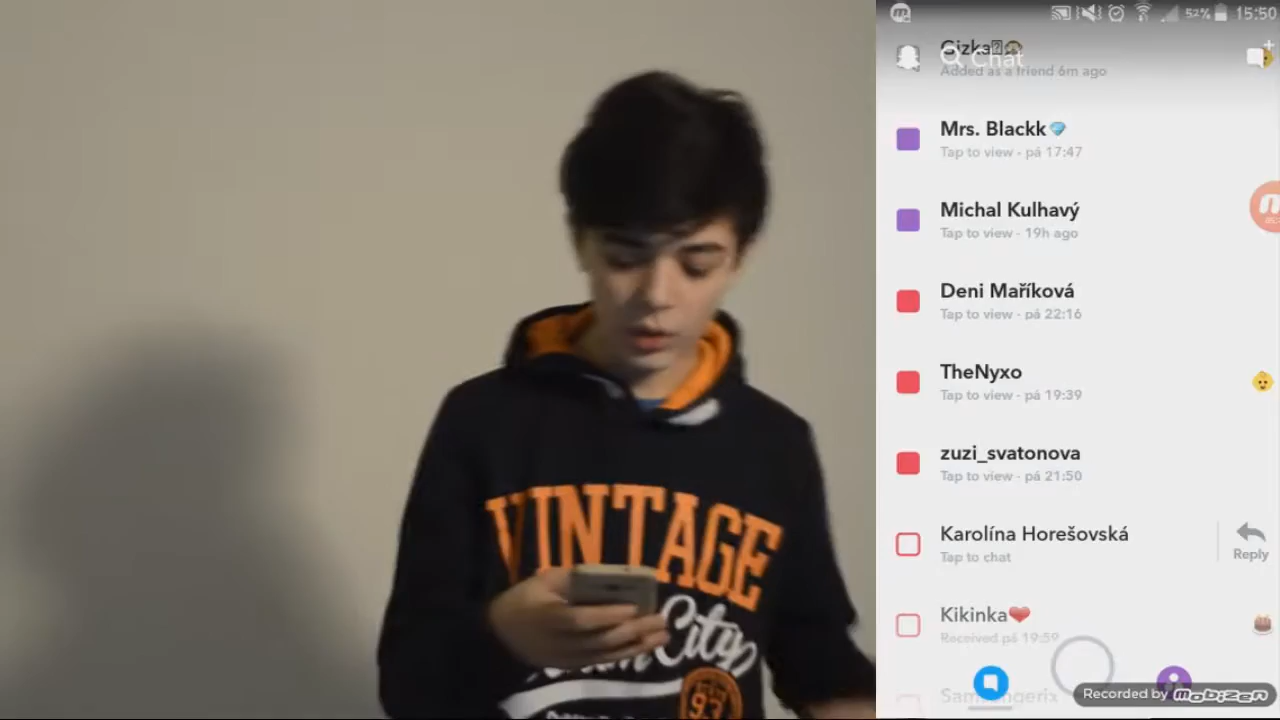 VINTAGE
City
93
52% 15:50
Gizka
Chat
Added as a friend 6m ago
Mrs. Blackk
Tap to view - pá 17:47
Michal Kulhavý
Tap to view - 19h ago
Deni Maříková
Tap to view - pá 22:16
TheNyxo
Tap to view - pá 19:39
zuzi_svatonova
Tap to view - pá 21:50
Karolína Horešovská
Tap to chat
Reply
Kikinka
Received pá 19:59
Recorded by Mobizen